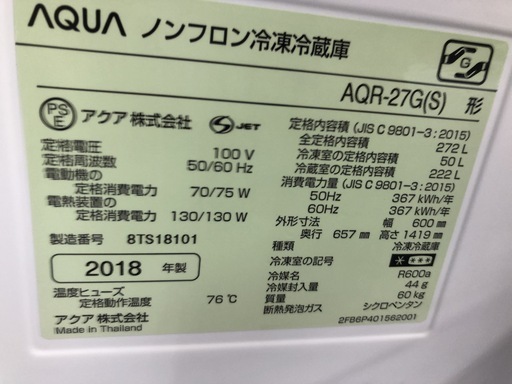 AQUA ノンフロン冷凍冷蔵庫
G
AQR-27G(S) 形
PS
E
アクア株式会社 S JET
定格電圧 100 V
定格周波数 50/60 Hz
電動機の
定格消費電力 70/75 W
電熱装置の
定格消費電力 130/130 W
製造番号 8TS18101
2018 年製
温度ヒューズ
定格動作温度 76℃
アクア株式会社
Made in Thailand
定格内容積 (JIS C 9801-3 : 2015)
全定格内容積 272 L
冷凍室の定格内容積 50 L
冷蔵室の定格内容積 222 L
消費電力量 (JIS C 9801-3 : 2015)
50Hz 367 kWh/年
60Hz 367 kWh/年
外形寸法 幅 600 mm
奥行 657 mm 高さ 1419 mm
種類 冷凍冷蔵庫
冷凍室の記号 * ***
冷媒名 R600a
冷媒封入量 44 g
質量 60 kg
断熱発泡ガス シクロペンタン
2FB6P401562001